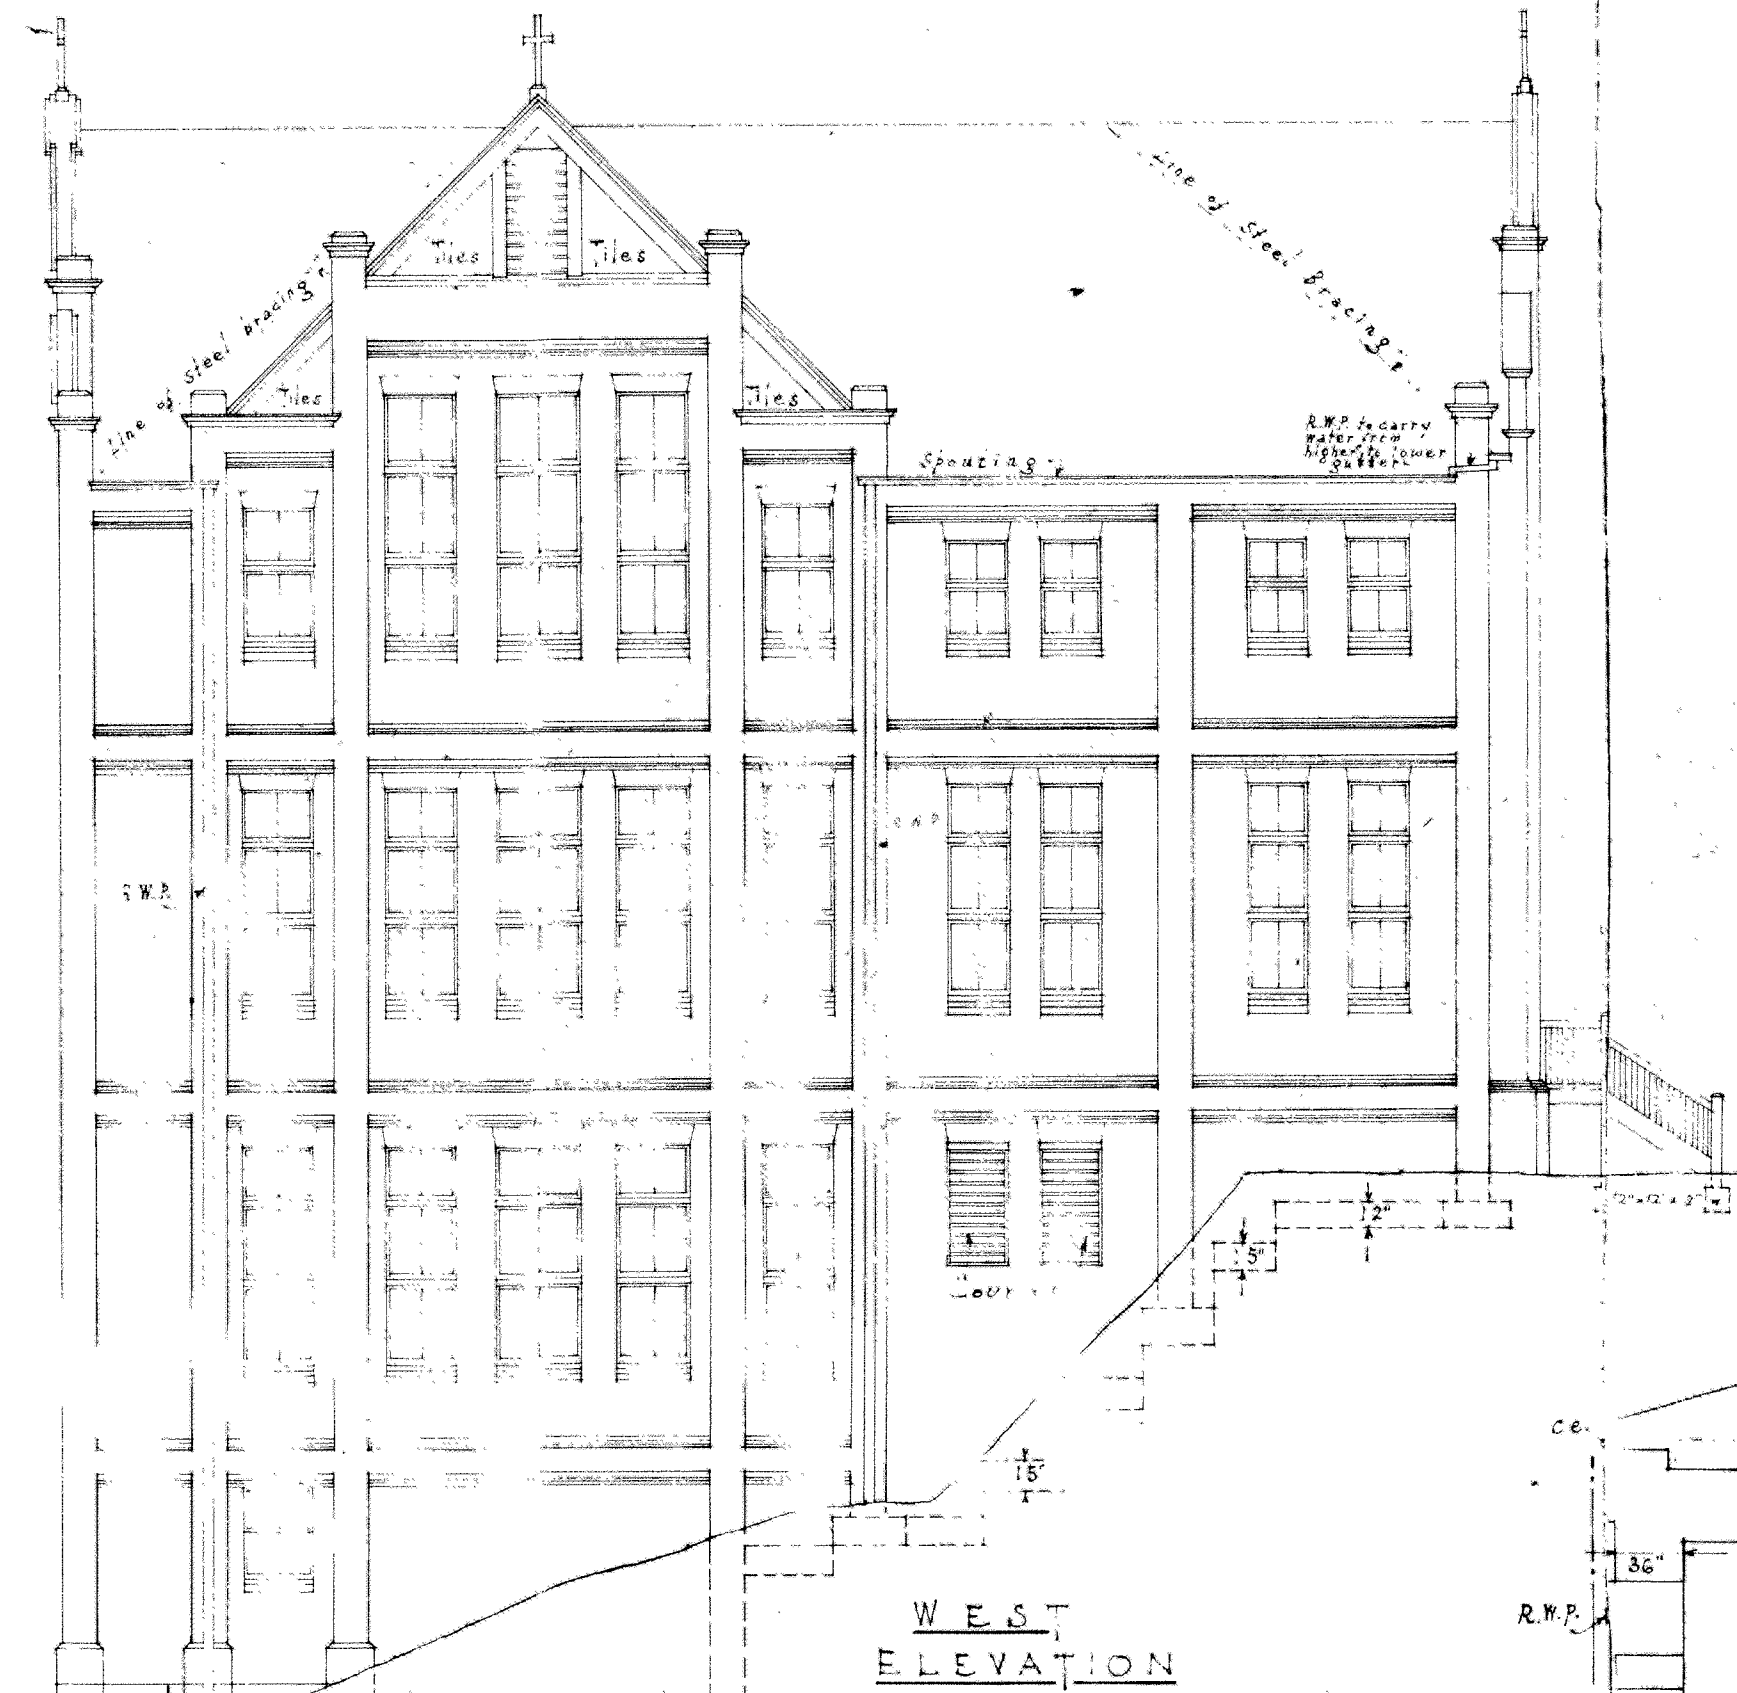 Line of Steel Bracing
Tiles
Tiles
Line of steel bracing
Tiles
Tiles
R.W.P. to carry
water from
higher to lower
gutter
Spouting
W.P.
2"
5"
15"
Ce.
36"
R.W.P.
WEST
ELEVATION